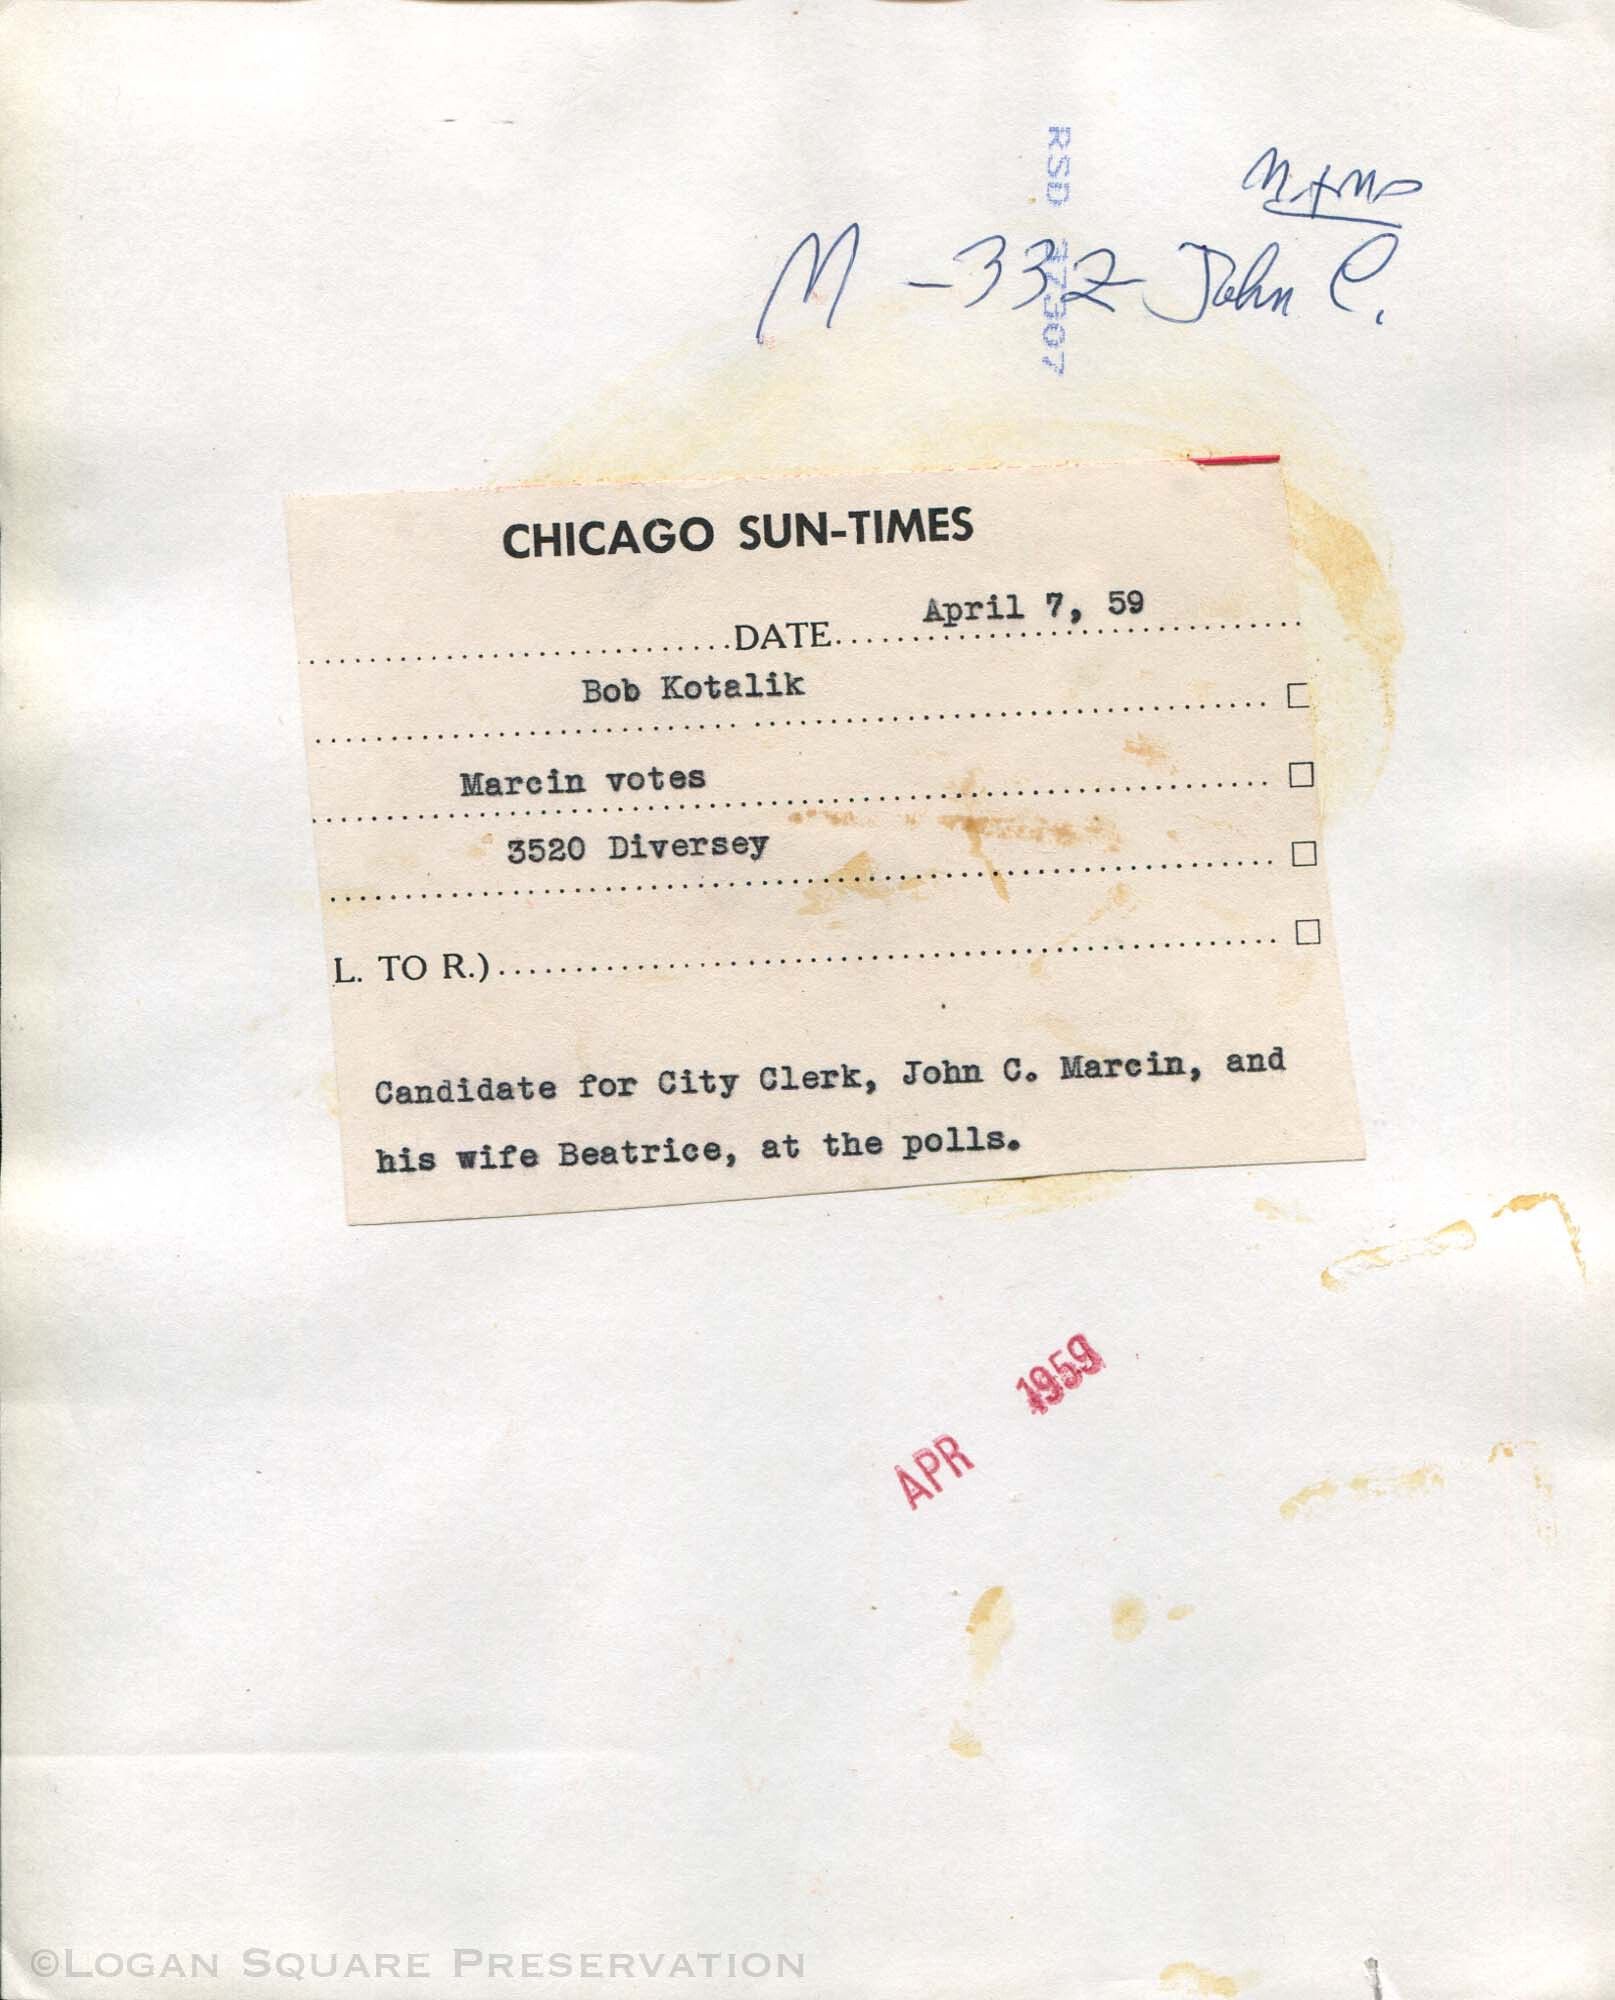 M - 332 John C.
CHICAGO SUN-TIMES
DATE April 7, 59
Bob Kotalik
Marcin votes
3520 Diversey
L. TO R.)
Candidate for City Clerk, John C. Marcin, and
his wife Beatrice, at the polls.
1959
APR
©LOGAN SQUARE PRESERVATION